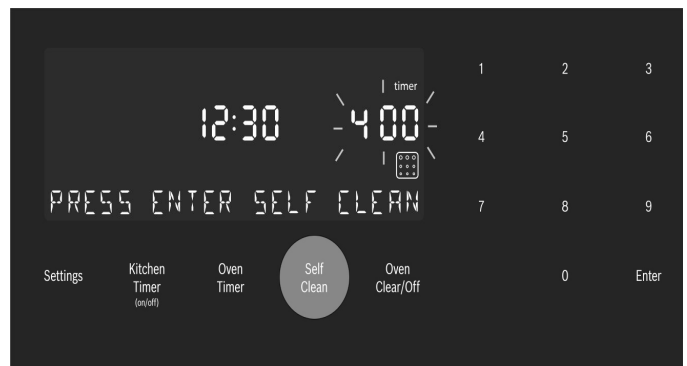 timer
12:30
400
PRESS ENTER SELF CLEAN
Settings
Kitchen
Timer
(on/off)
Oven
Timer
Self
Clean
Oven
Clear/Off
1 2 3
4 5 6
7 8 9
0 Enter